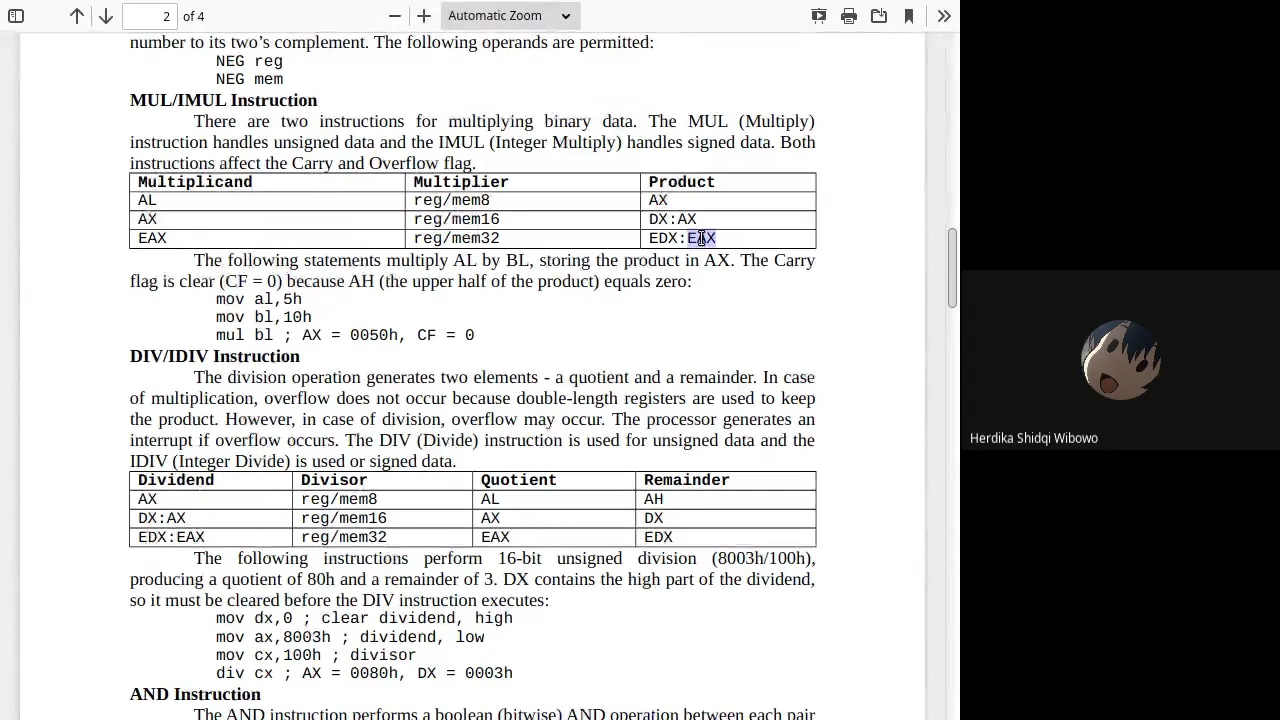 2 of 4 Automatic Zoom
number to its two’s complement. The following operands are permitted:
NEG reg
NEG mem
MUL/IMUL Instruction
There are two instructions for multiplying binary data. The MUL (Multiply)
instruction handles unsigned data and the IMUL (Integer Multiply) handles signed data. Both
instructions affect the Carry and Overflow flag.
Multiplicand Multiplier Product
AL reg/mem8 AX
AX reg/mem16 DX:AX
EAX reg/mem32 EDX:EAX
The following statements multiply AL by BL, storing the product in AX. The Carry
flag is clear (CF = 0) because AH (the upper half of the product) equals zero:
mov al,5h
mov bl,10h
mul bl ; AX = 0050h, CF = 0
DIV/IDIV Instruction
The division operation generates two elements - a quotient and a remainder. In case
of multiplication, overflow does not occur because double-length registers are used to keep
the product. However, in case of division, overflow may occur. The processor generates an
interrupt if overflow occurs. The DIV (Divide) instruction is used for unsigned data and the
IDIV (Integer Divide) is used or signed data.
Dividend Divisor Quotient Remainder
AX reg/mem8 AL AH
DX:AX reg/mem16 AX DX
EDX:EAX reg/mem32 EAX EDX
The following instructions perform 16-bit unsigned division (8003h/100h),
producing a quotient of 80h and a remainder of 3. DX contains the high part of the dividend,
so it must be cleared before the DIV instruction executes:
mov dx,0 ; clear dividend, high
mov ax,8003h ; dividend, low
mov cx,100h ; divisor
div cx ; AX = 0080h, DX = 0003h
AND Instruction
The AND instruction performs a boolean (bitwise) AND operation between each pair
Herdika Shidqi Wibowo